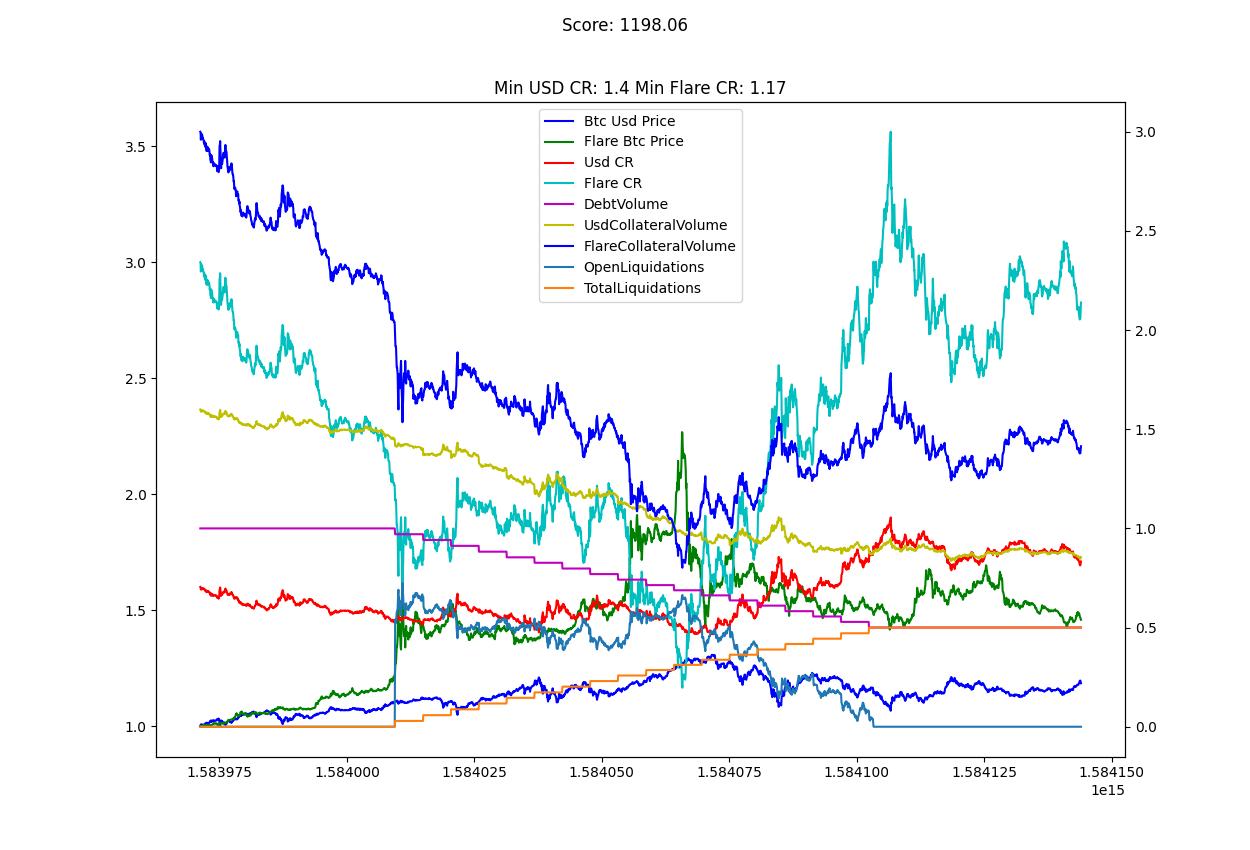 Score: 1198.06
Min USD CR: 1.4 Min Flare CR: 1.17
Btc Usd Price
Flare Btc Price
Usd CR
Flare CR
DebtVolume
UsdCollateralVolume
FlareCollateralVolume
OpenLiquidations
TotalLiquidations
3.5
3.0
2.5
2.0
1.5
1.0
3.0
2.5
2.0
1.5
1.0
0.5
0.0
1.583975
1.584000
1.584025
1.584050
1.584075
1.584100
1.584125
1.584150
1e15